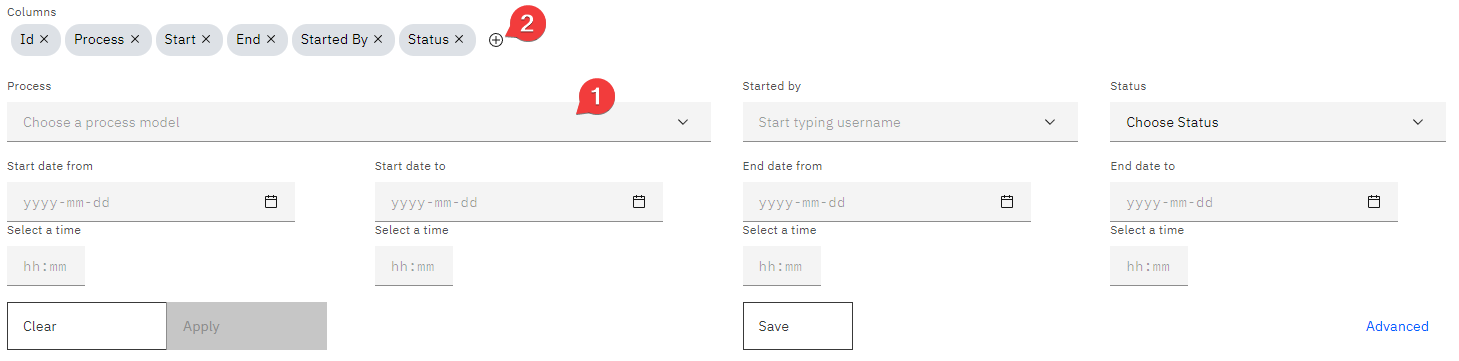 Columns
Id Process Start End Started By Status 2
Process Started by Status
1
Choose a process model Start typing username Choose Status
Start date from Start date to End date from End date to
yyyy-mm-dd yyyy-mm-dd yyyy-mm-dd yyyy-mm-dd
Select a time Select a time Select a time Select a time
hh:mm hh:mm hh:mm hh:mm
Clear Apply Save Advanced